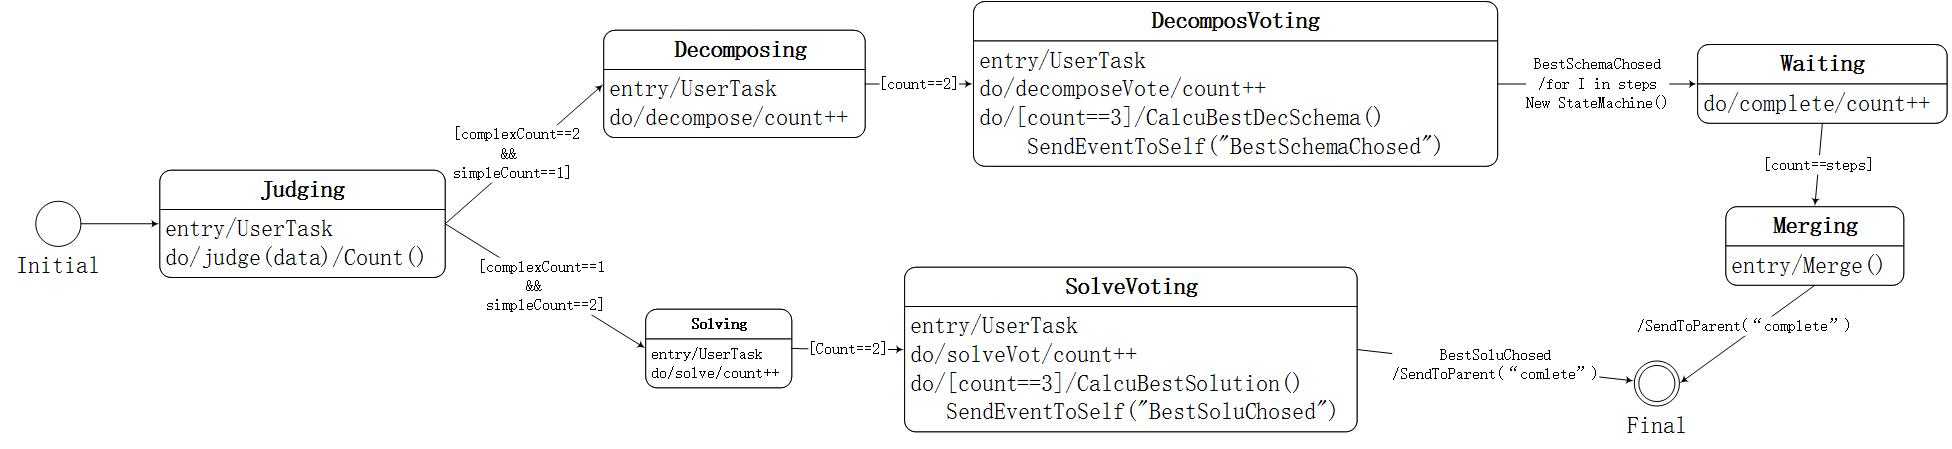 Initial
Judging
entry/UserTask
do/judge(data)/Count()
[complexCount==2
&&
simpleCount==1]
Decomposing
entry/UserTask
do/decompose/count++
[count==2]
DecomposVoting
entry/UserTask
do/decomposeVote/count++
do/[count==3]/CalcuBestDecSchema()
SendEventToSelf("BestSchemaChosed")
BestSchemaChosed
/for I in steps
New StateMachine()
Waiting
do/complete/count++
[count==steps]
Merging
entry/Merge()
/SendToParent(“complete”)
[complexCount==1
&&
simpleCount==2]
Solving
entry/UserTask
do/solve/count++
[Count==2]
SolveVoting
entry/UserTask
do/solveVot/count++
do/[count==3]/CalcuBestSolution()
SendEventToSelf("BestSoluChosed")
BestSoluChosed
/SendToParent(“comlete”)
Final